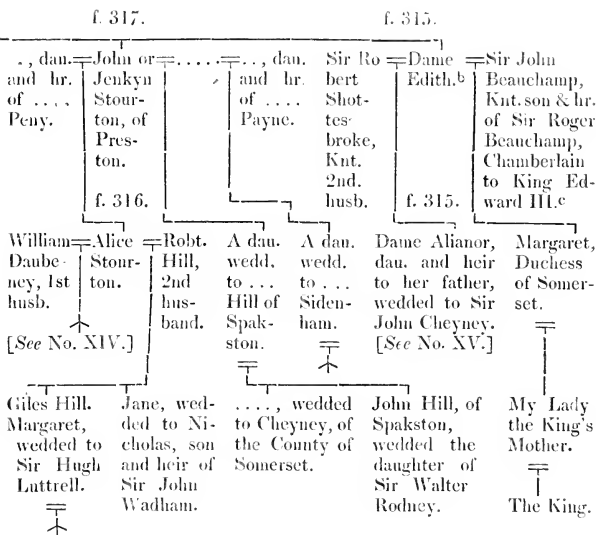 f. 317.
f. 315.
. ., dau.
and hr.
of . . . .
Peny.
John or
Jenkyn
Stour-
ton, of
Pres-
ton.
f. 316.
. . . . .
. . ., dau.
and hr.
of . . . .
Payne.
Sir Ro
bert
Shot-
tes-
broke,
Knt.
2nd.
husb.
Dame
Edith.b
f. 315.
Sir John
Beauchamp,
Knt. son & hr.
of Sir Roger
Beauchamp,
Chamberlain
to King Ed-
ward III.c
William
Daube-
ney, 1st
husb.
[See No. XIV.]
Alice
Stour-
ton.
Robt.
Hill,
2nd
hus-
band.
A dau.
wedd.
to . . .
Hill of
Spak-
ston.
A dau.
wedd.
to . . .
Siden-
ham.
Dame Alianor,
dau. and heir
to her father,
wedded to Sir
John Cheyney.
[See No. XV.]
Margaret,
Duchess
of Somer-
set.
Giles Hill.
Margaret,
wedded to
Sir Hugh
Luttrell.
Jane, wed-
ded to Ni-
cholas, son
and heir of
Sir John
Wadham.
. . . ., wedded
to Cheyney, of
the County of
Somerset.
John Hill, of
Spakston,
wedded the
daughter of
Sir Walter
Rodney.
My Lady
the King's
Mother.
The King.